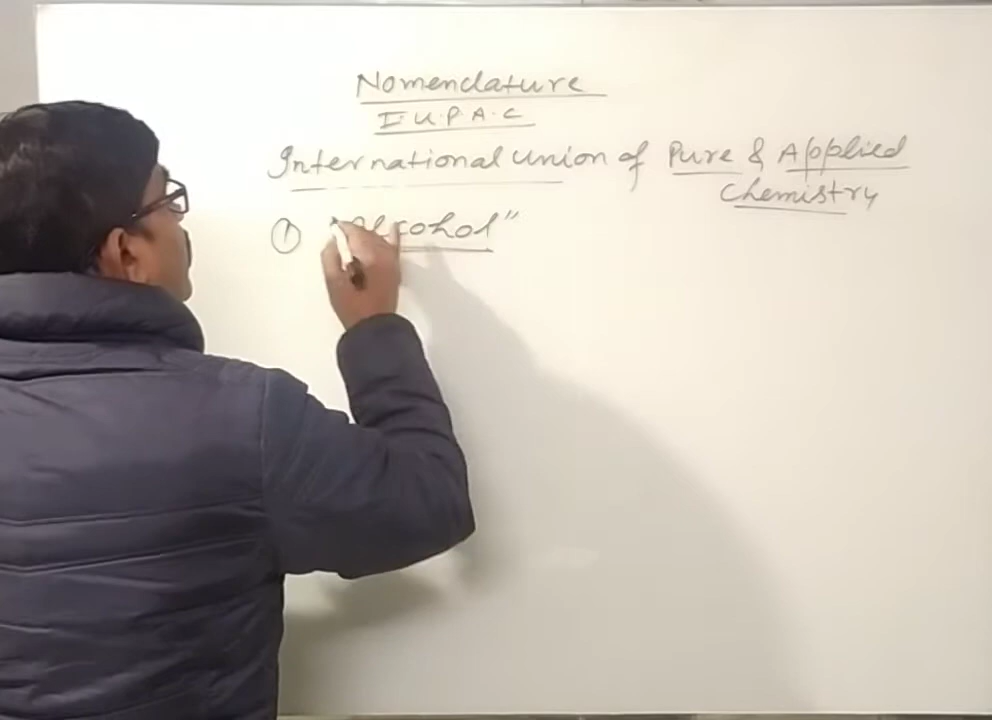 Nomenclature
I.U.P.A.C
International Union of Pure & Applied
Chemistry
① "Alcohol"